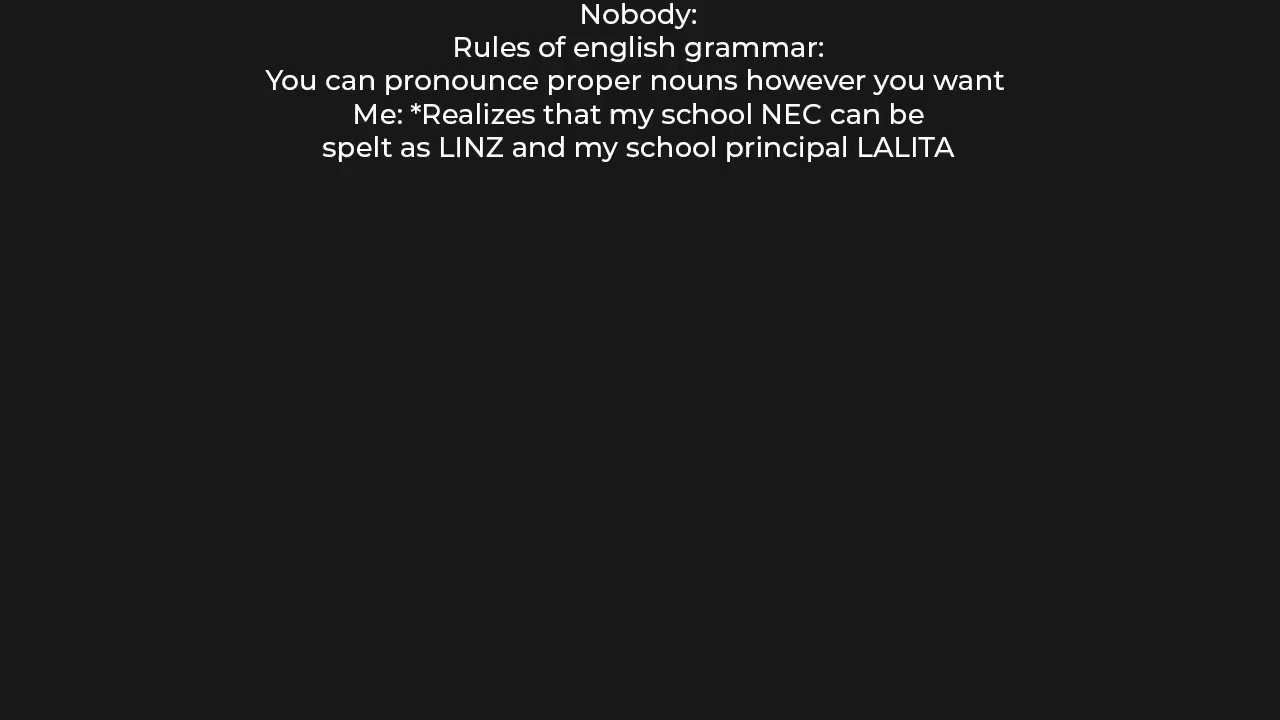 Nobody:
Rules of english grammar:
You can pronounce proper nouns however you want
Me: *Realizes that my school NEC can be
spelt as LINZ and my school principal LALITA